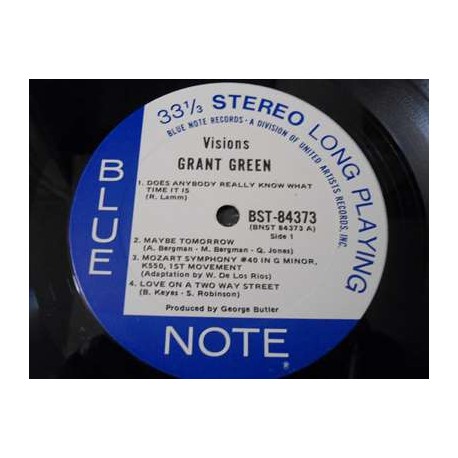 33 1/3 STEREO LONG PLAYING
BLUE NOTE RECORDS - A DIVISION OF UNITED ARTISTS RECORDS, INC.
Visions
GRANT GREEN
1. DOES ANYBODY REALLY KNOW WHAT
TIME IT IS
(R. Lamm)
BST-84373
(BNST 84373 A)
Side 1
2. MAYBE TOMORROW
(A. Bergman - M. Bergman - Q. Jones)
3. MOZART SYMPHONY #40 IN G MINOR,
K550, 1ST MOVEMENT
(Adaptation by W. De Los Rios)
4. LOVE ON A TWO WAY STREET
(B. Keyes - S. Robinson)
Produced by George Butler
BLUE
NOTE